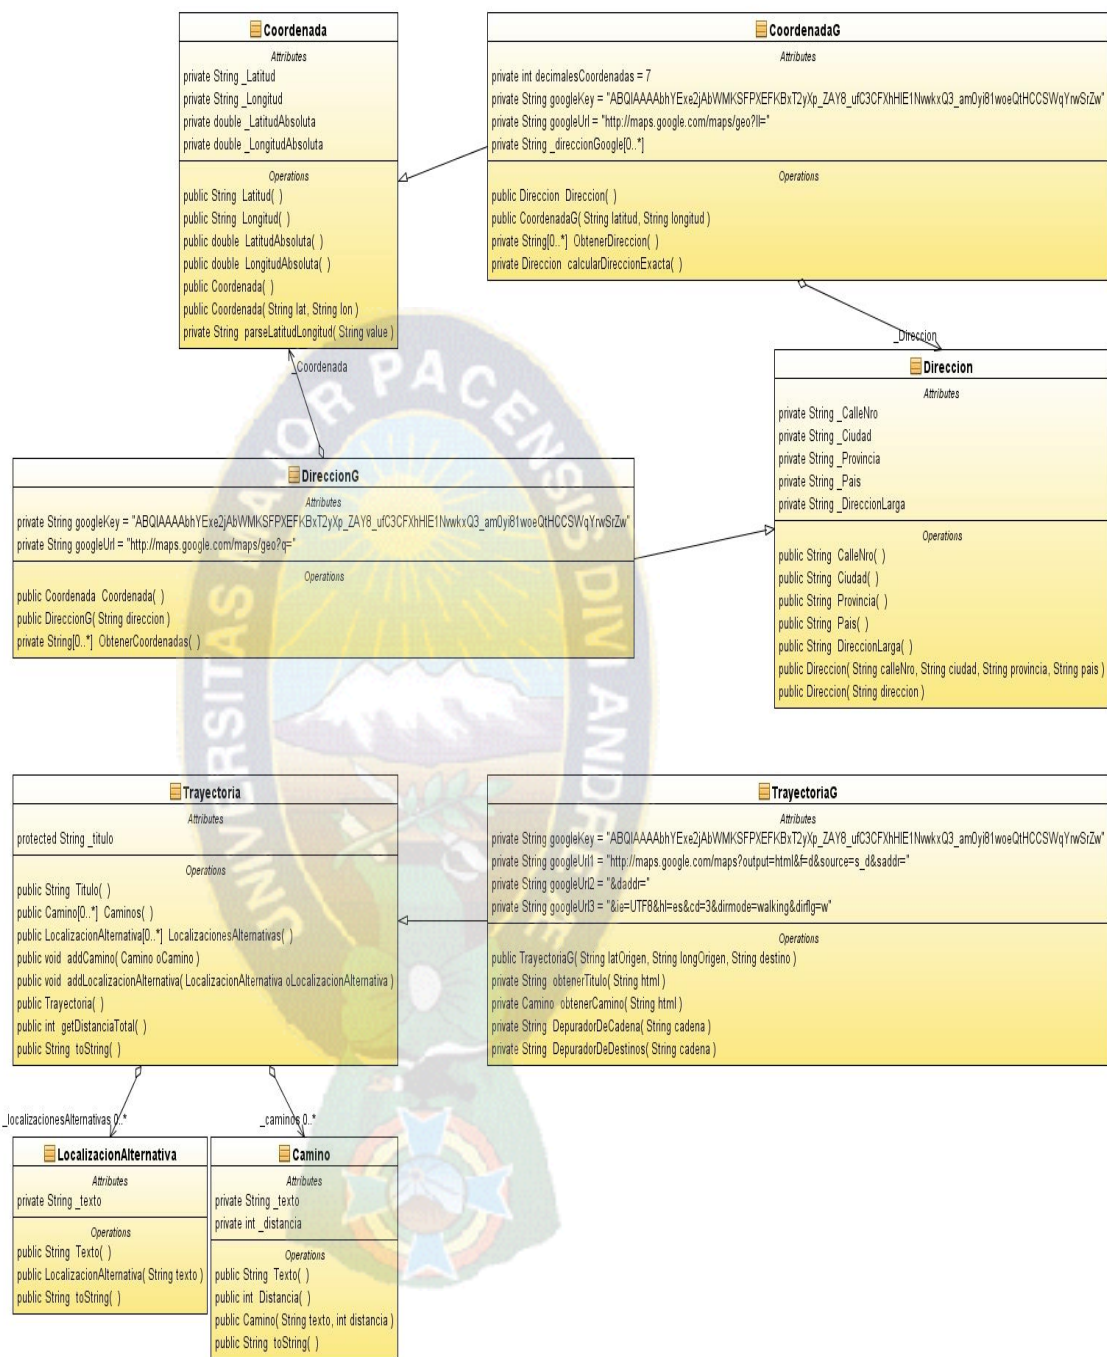 Coordenada
Attributes
private String _Latitud
private String _Longitud
private double _LatitudAbsoluta
private double _LongitudAbsoluta
Operations
public String Latitud( )
public String Longitud( )
public double LatitudAbsoluta( )
public double LongitudAbsoluta( )
public Coordenada( )
public Coordenada( String lat, String lon )
private String parseLatitudLongitud( String value )
CoordenadaG
Attributes
private int decimalesCoordenadas = 7
private String googleKey = "ABQIAAAAbhYExe2jAbWMKSFPXEFKBxT2yXp_ZAY8_ufC3CFXhHIE1NvwkxQ3_am0yi81woeQtHCCSWqYrwSrZw"
private String googleUrl = "http://maps.google.com/maps/geo?ll="
private String _direccionGoogle[0..*]
Operations
public Direccion Direccion( )
public CoordenadaG( String latitud, String longitud )
private String[0..*] ObtenerDireccion( )
private Direccion calcularDireccionExacta( )
_Direccion
_Coordenada
Direccion
Attributes
private String _CalleNro
private String _Ciudad
private String _Provincia
private String _Pais
private String _DireccionLarga
Operations
public String CalleNro( )
public String Ciudad( )
public String Provincia( )
public String Pais( )
public String DireccionLarga( )
public Direccion( String calleNro, String ciudad, String provincia, String pais )
public Direccion( String direccion )
DireccionG
Attributes
private String googleKey = "ABQIAAAAbhYExe2jAbWMKSFPXEFKBxT2yXp_ZAY8_ufC3CFXhHIE1NvwkxQ3_am0yi81woeQtHCCSWqYrwSrZw"
private String googleUrl = "http://maps.google.com/maps/geo?q="
Operations
public Coordenada Coordenada( )
public DireccionG( String direccion )
private String[0..*] ObtenerCoordenadas( )
UNIVERSITAS MAJOR PACENSIS DIVI ANDREAE
Trayectoria
Attributes
protected String _titulo
Operations
public String Titulo( )
public Camino[0..*] Caminos( )
public LocalizacionAlternativa[0..*] LocalizacionesAlternativas( )
public void addCamino( Camino oCamino )
public void addLocalizacionAlternativa( LocalizacionAlternativa oLocalizacionAlternativa )
public Trayectoria( )
public int getDistanciaTotal( )
public String toString( )
TrayectoriaG
Attributes
private String googleKey = "ABQIAAAAbhYExe2jAbWMKSFPXEFKBxT2yXp_ZAY8_ufC3CFXhHIE1NvwkxQ3_am0yi81woeQtHCCSWqYrwSrZw"
private String googleUrl1 = "http://maps.google.com/maps?output=html&f=d&source=s_d&saddr="
private String googleUrl2 = "&daddr="
private String googleUrl3 = "&ie=UTF8&hl=es&cd=3&dirmode=walking&dirflg=w"
Operations
public TrayectoriaG( String latOrigen, String longOrigen, String destino )
private String obtenerTitulo( String html )
private Camino obtenerCamino( String html )
private String DepuradorDeCadena( String cadena )
private String DepuradorDeDestinos( String cadena )
_localizacionesAlternativas 0..*
_caminos 0..*
LocalizacionAlternativa
Attributes
private String _texto
Operations
public String Texto( )
public LocalizacionAlternativa( String texto )
public String toString( )
Camino
Attributes
private String _texto
private int _distancia
Operations
public String Texto( )
public int Distancia( )
public Camino( String texto, int distancia )
public String toString( )